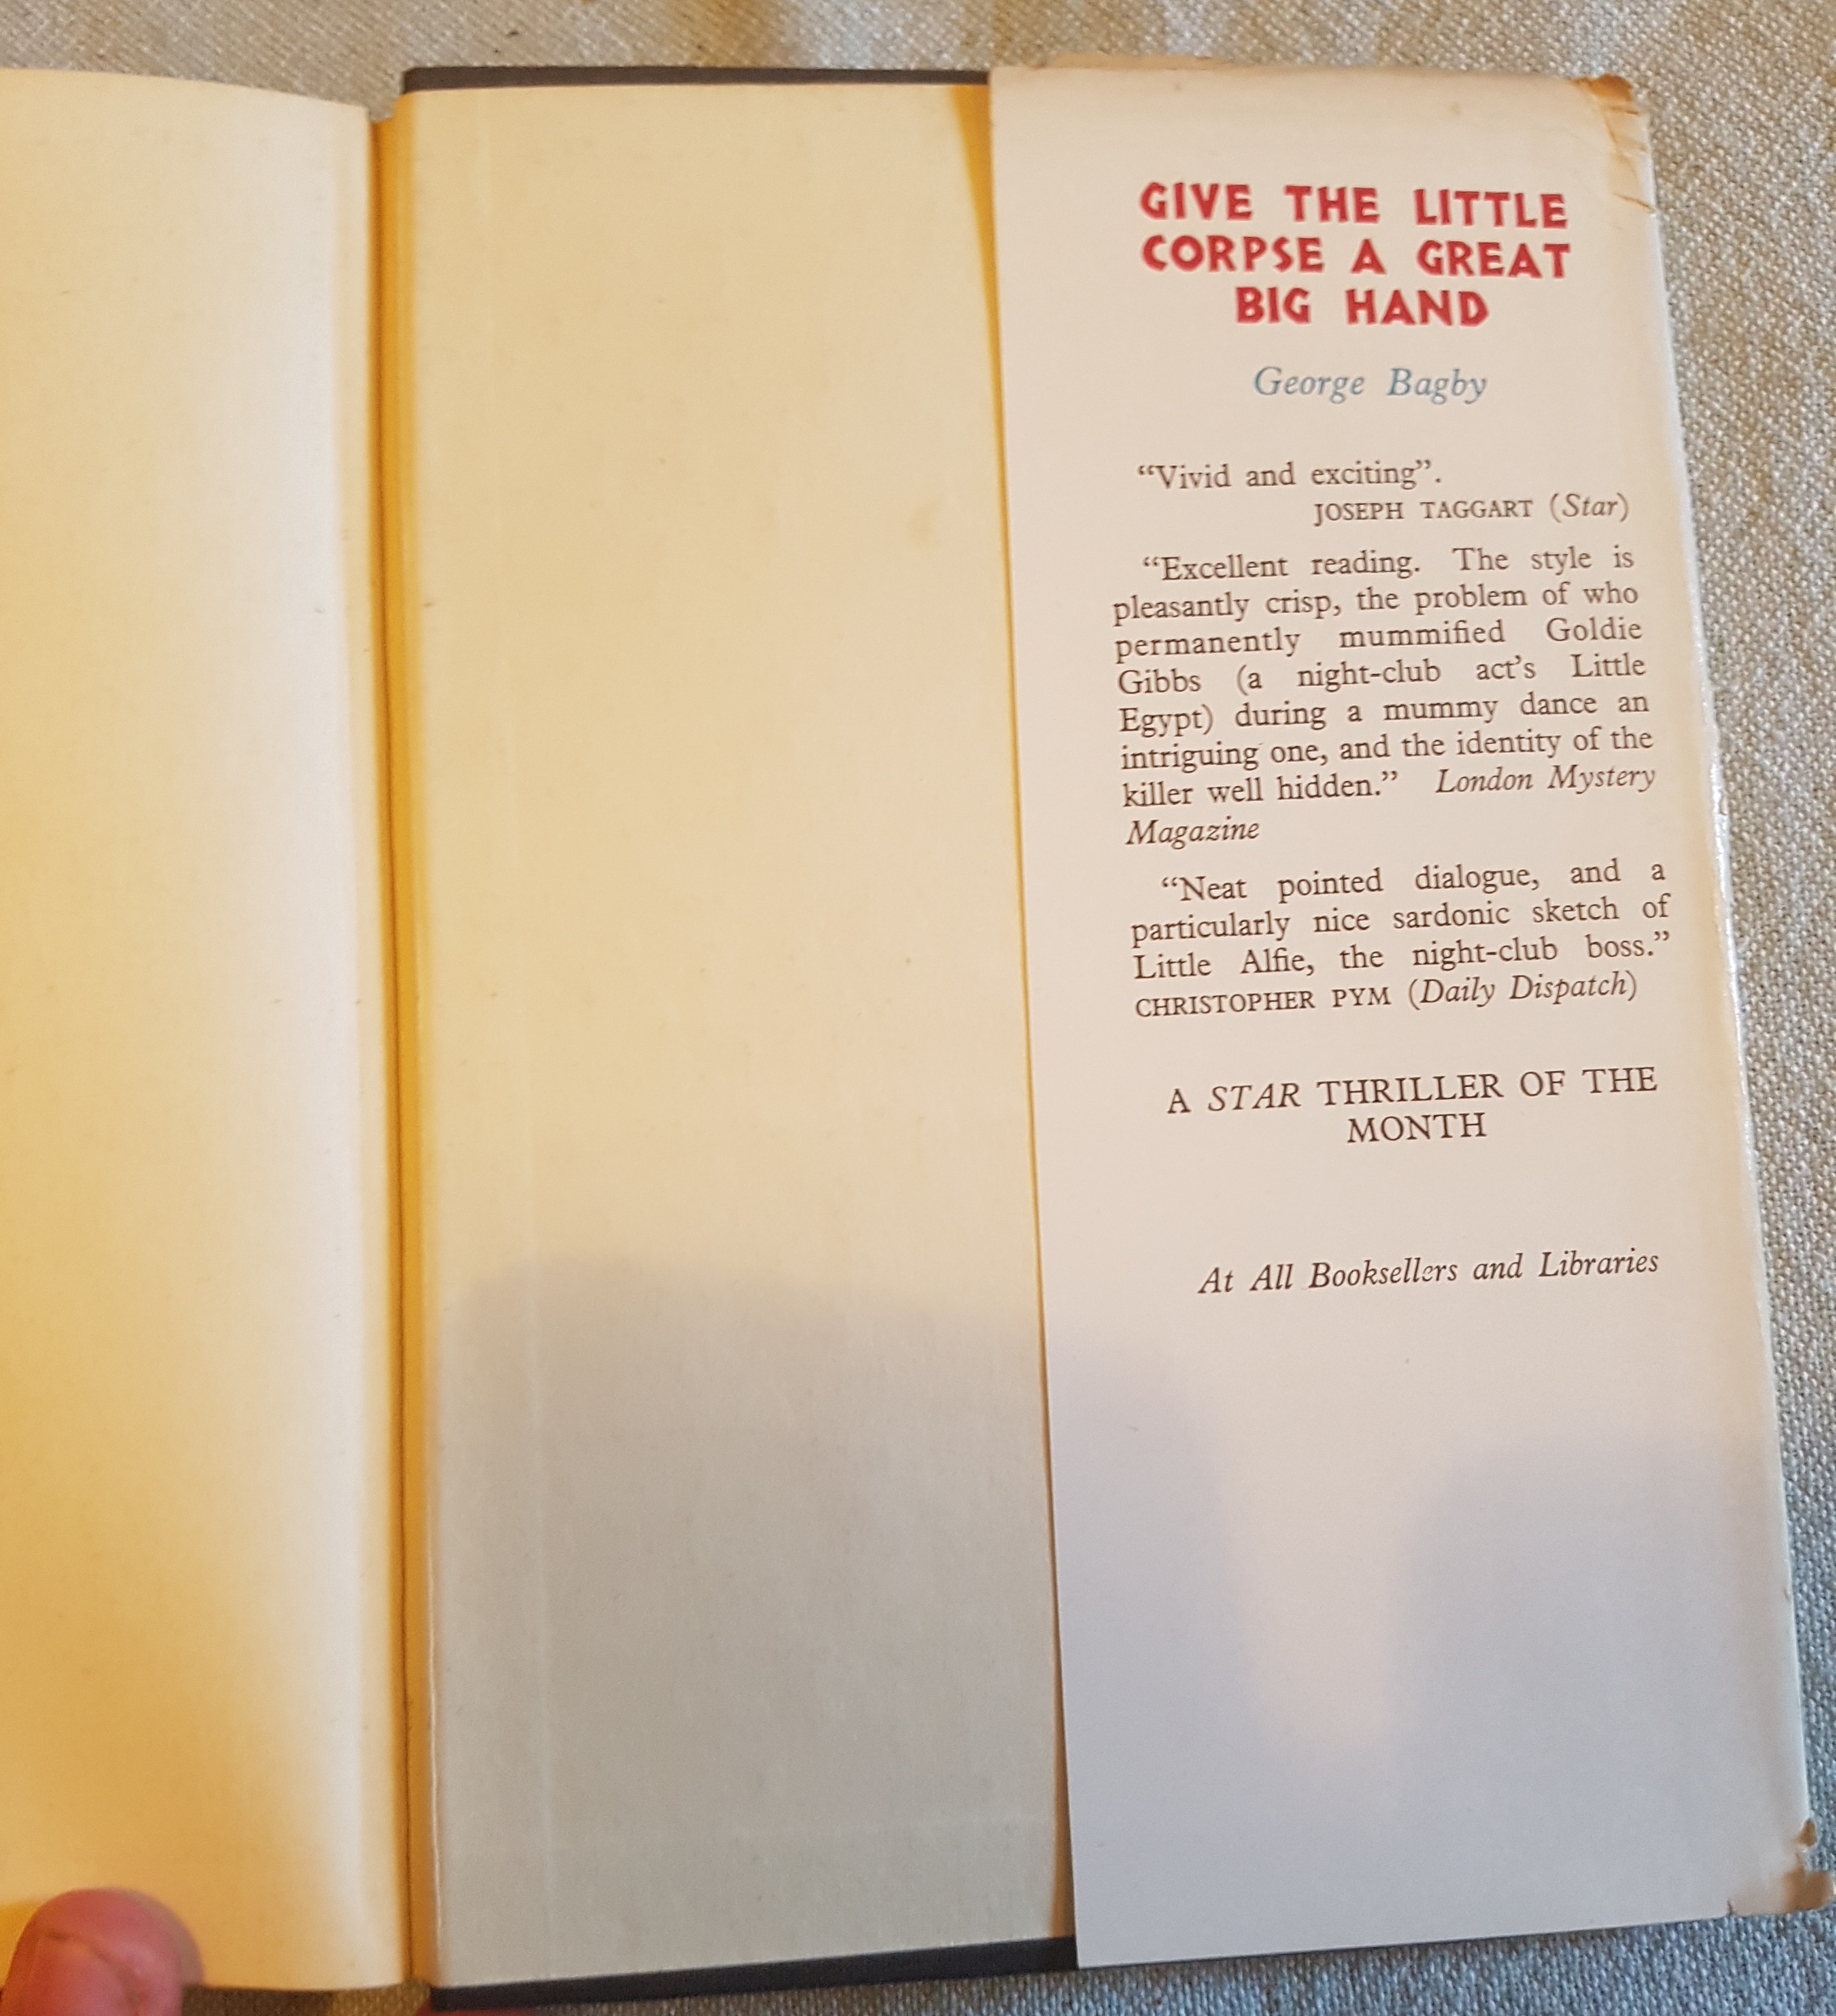 GIVE THE LITTLE
CORPSE A GREAT
BIG HAND
George Bagby
“Vivid and exciting”.
JOSEPH TAGGART (Star)
“Excellent reading. The style is
pleasantly crisp, the problem of who
permanently mummified Goldie
Gibbs (a night-club act’s Little
Egypt) during a mummy dance an
intriguing one, and the identity of the
killer well hidden.” London Mystery
Magazine
“Neat pointed dialogue, and a
particularly nice sardonic sketch of
Little Alfie, the night-club boss.”
CHRISTOPHER PYM (Daily Dispatch)
A STAR THRILLER OF THE
MONTH
At All Booksellers and Libraries